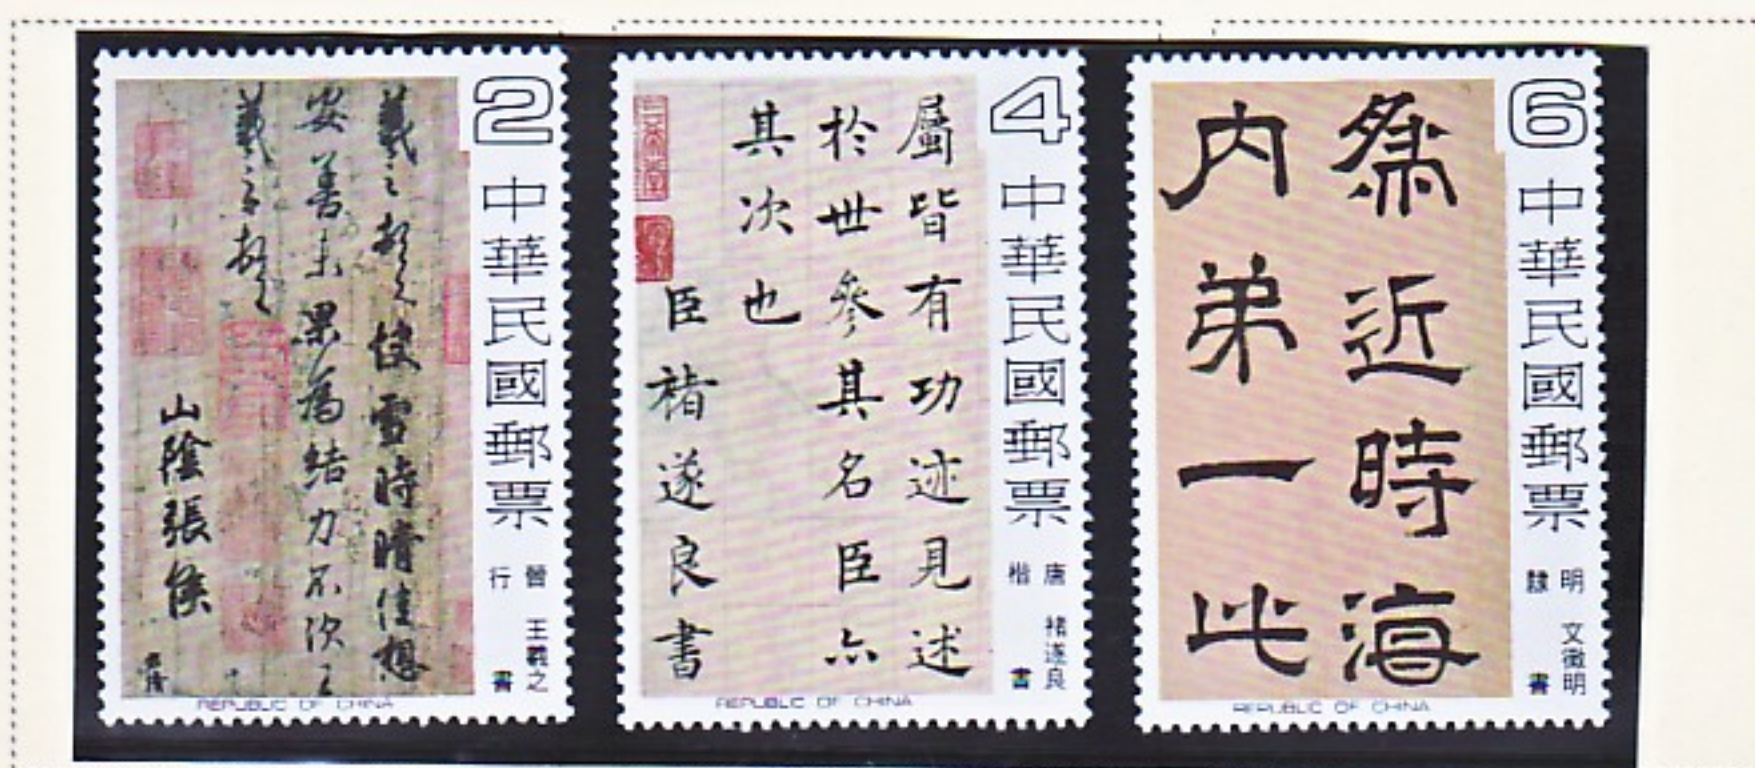 2
中華民國郵票
晉 王羲之
行書
羲之頓首快雪時晴佳想
安善未果為結力不次王
羲之頓首
山陰張侯
REPUBLIC OF CHINA
4
中華民國郵票
唐 褚遂良
楷書
屬皆有功迹見述
於世參其名臣亦
其次也
臣褚遂良書
REPUBLIC OF CHINA
6
中華民國郵票
明 文徵明
隸書
祭近時海
內弟一此
REPUBLIC OF CHINA